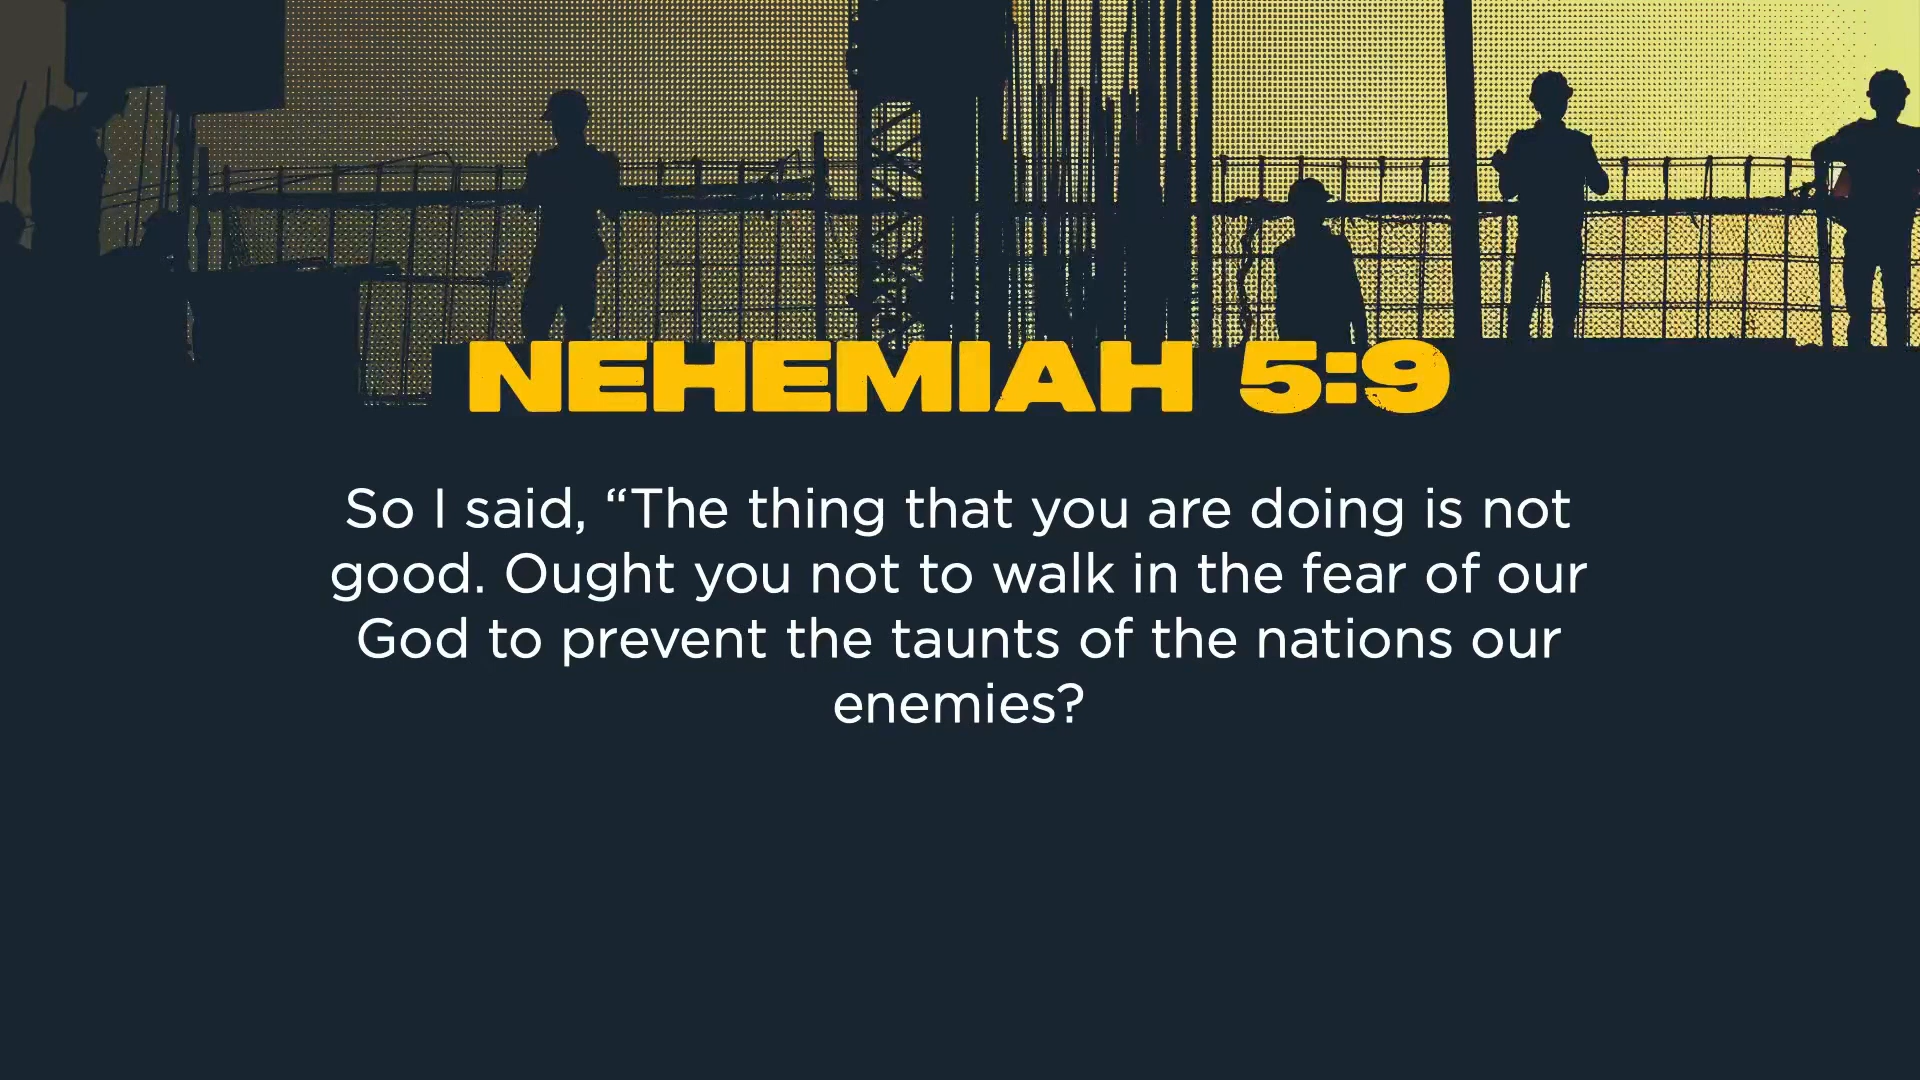 NEHEMIAH 5:9
So I said, “The thing that you are doing is not
good. Ought you not to walk in the fear of our
God to prevent the taunts of the nations our
enemies?